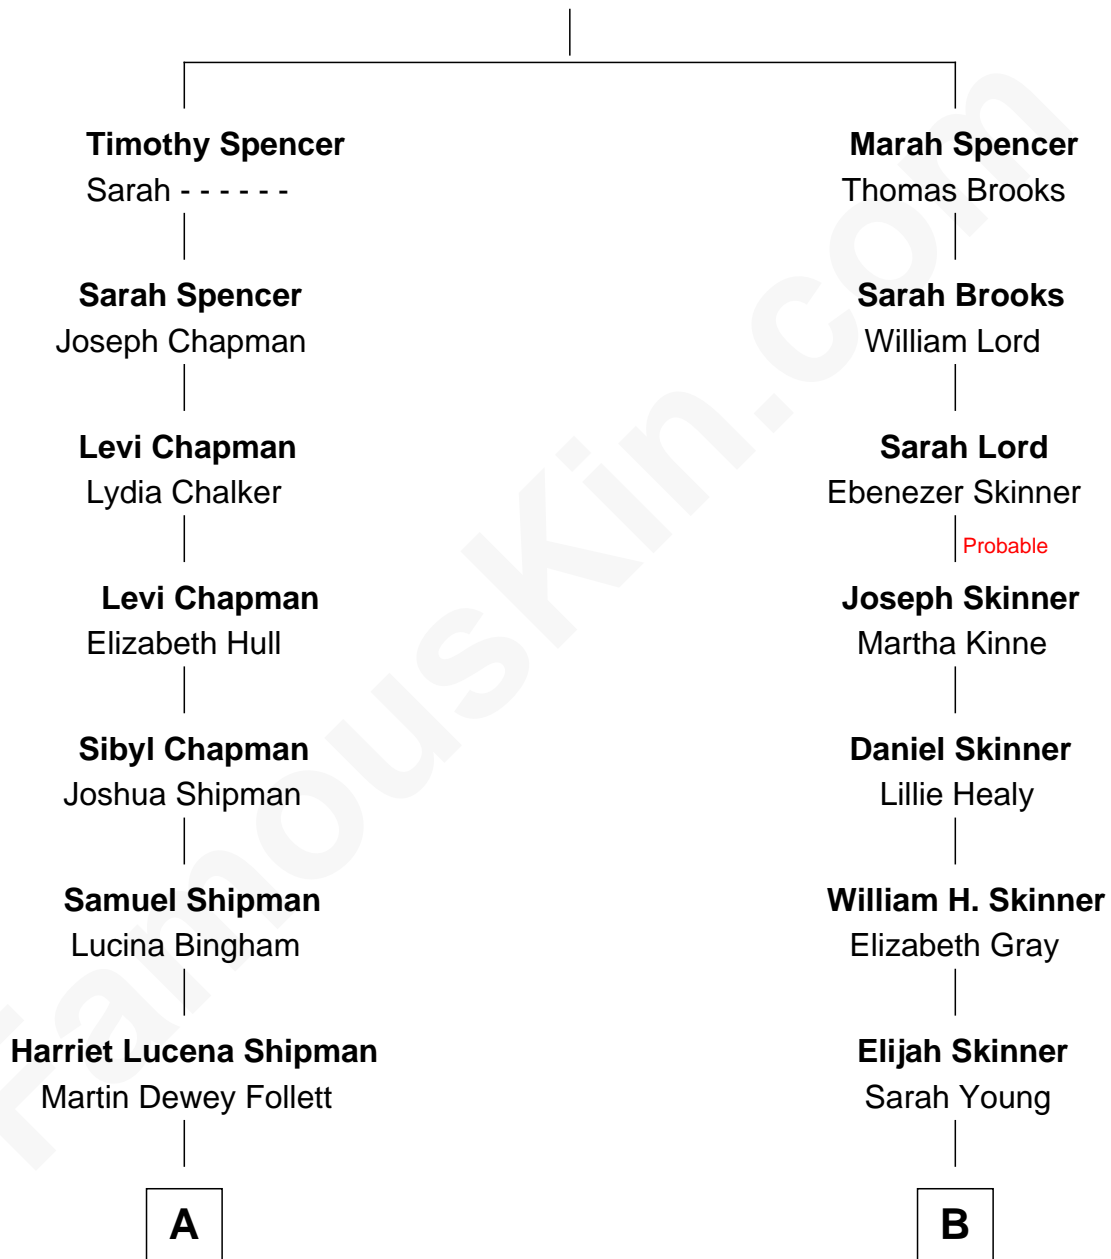 Timothy Spencer
Sarah - - - - - -
Sarah Spencer
Joseph Chapman
Levi Chapman
Lydia Chalker
Levi Chapman
Elizabeth Hull
Sibyl Chapman
Joshua Shipman
Samuel Shipman
Lucina Bingham
Harriet Lucena Shipman
Martin Dewey Follett
A
Marah Spencer
Thomas Brooks
Sarah Brooks
William Lord
Sarah Lord
Ebenezer Skinner
Probable
Joseph Skinner
Martha Kinne
Daniel Skinner
Lillie Healy
William H. Skinner
Elizabeth Gray
Elijah Skinner
Sarah Young
B
FamousKin.com